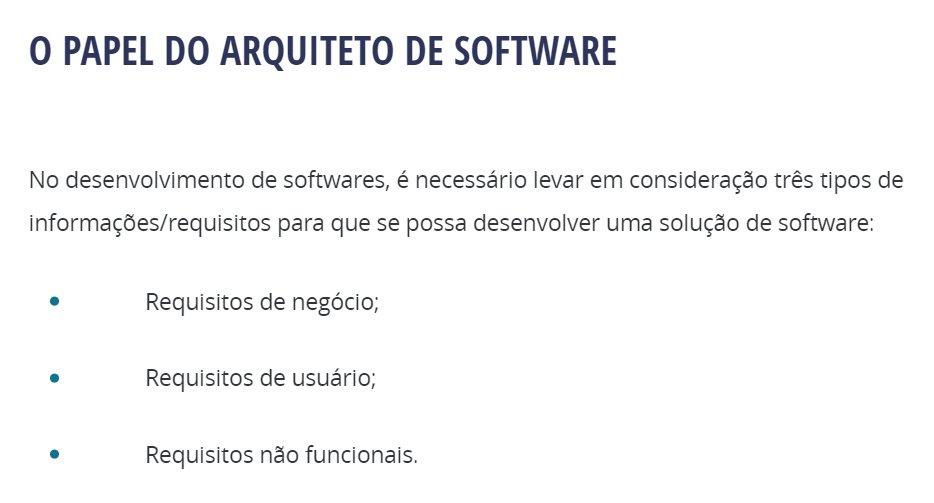 O PAPEL DO ARQUITETO DE SOFTWARE
No desenvolvimento de softwares, é necessário levar em consideração três tipos de
informações/requisitos para que se possa desenvolver uma solução de software:
• Requisitos de negócio;
• Requisitos de usuário;
• Requisitos não funcionais.